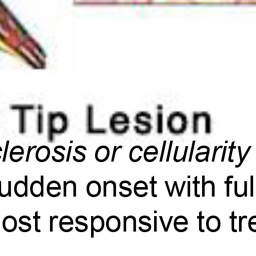 Tip Lesion
clerosis or cellularity
udden onset with ful
ost responsive to tre